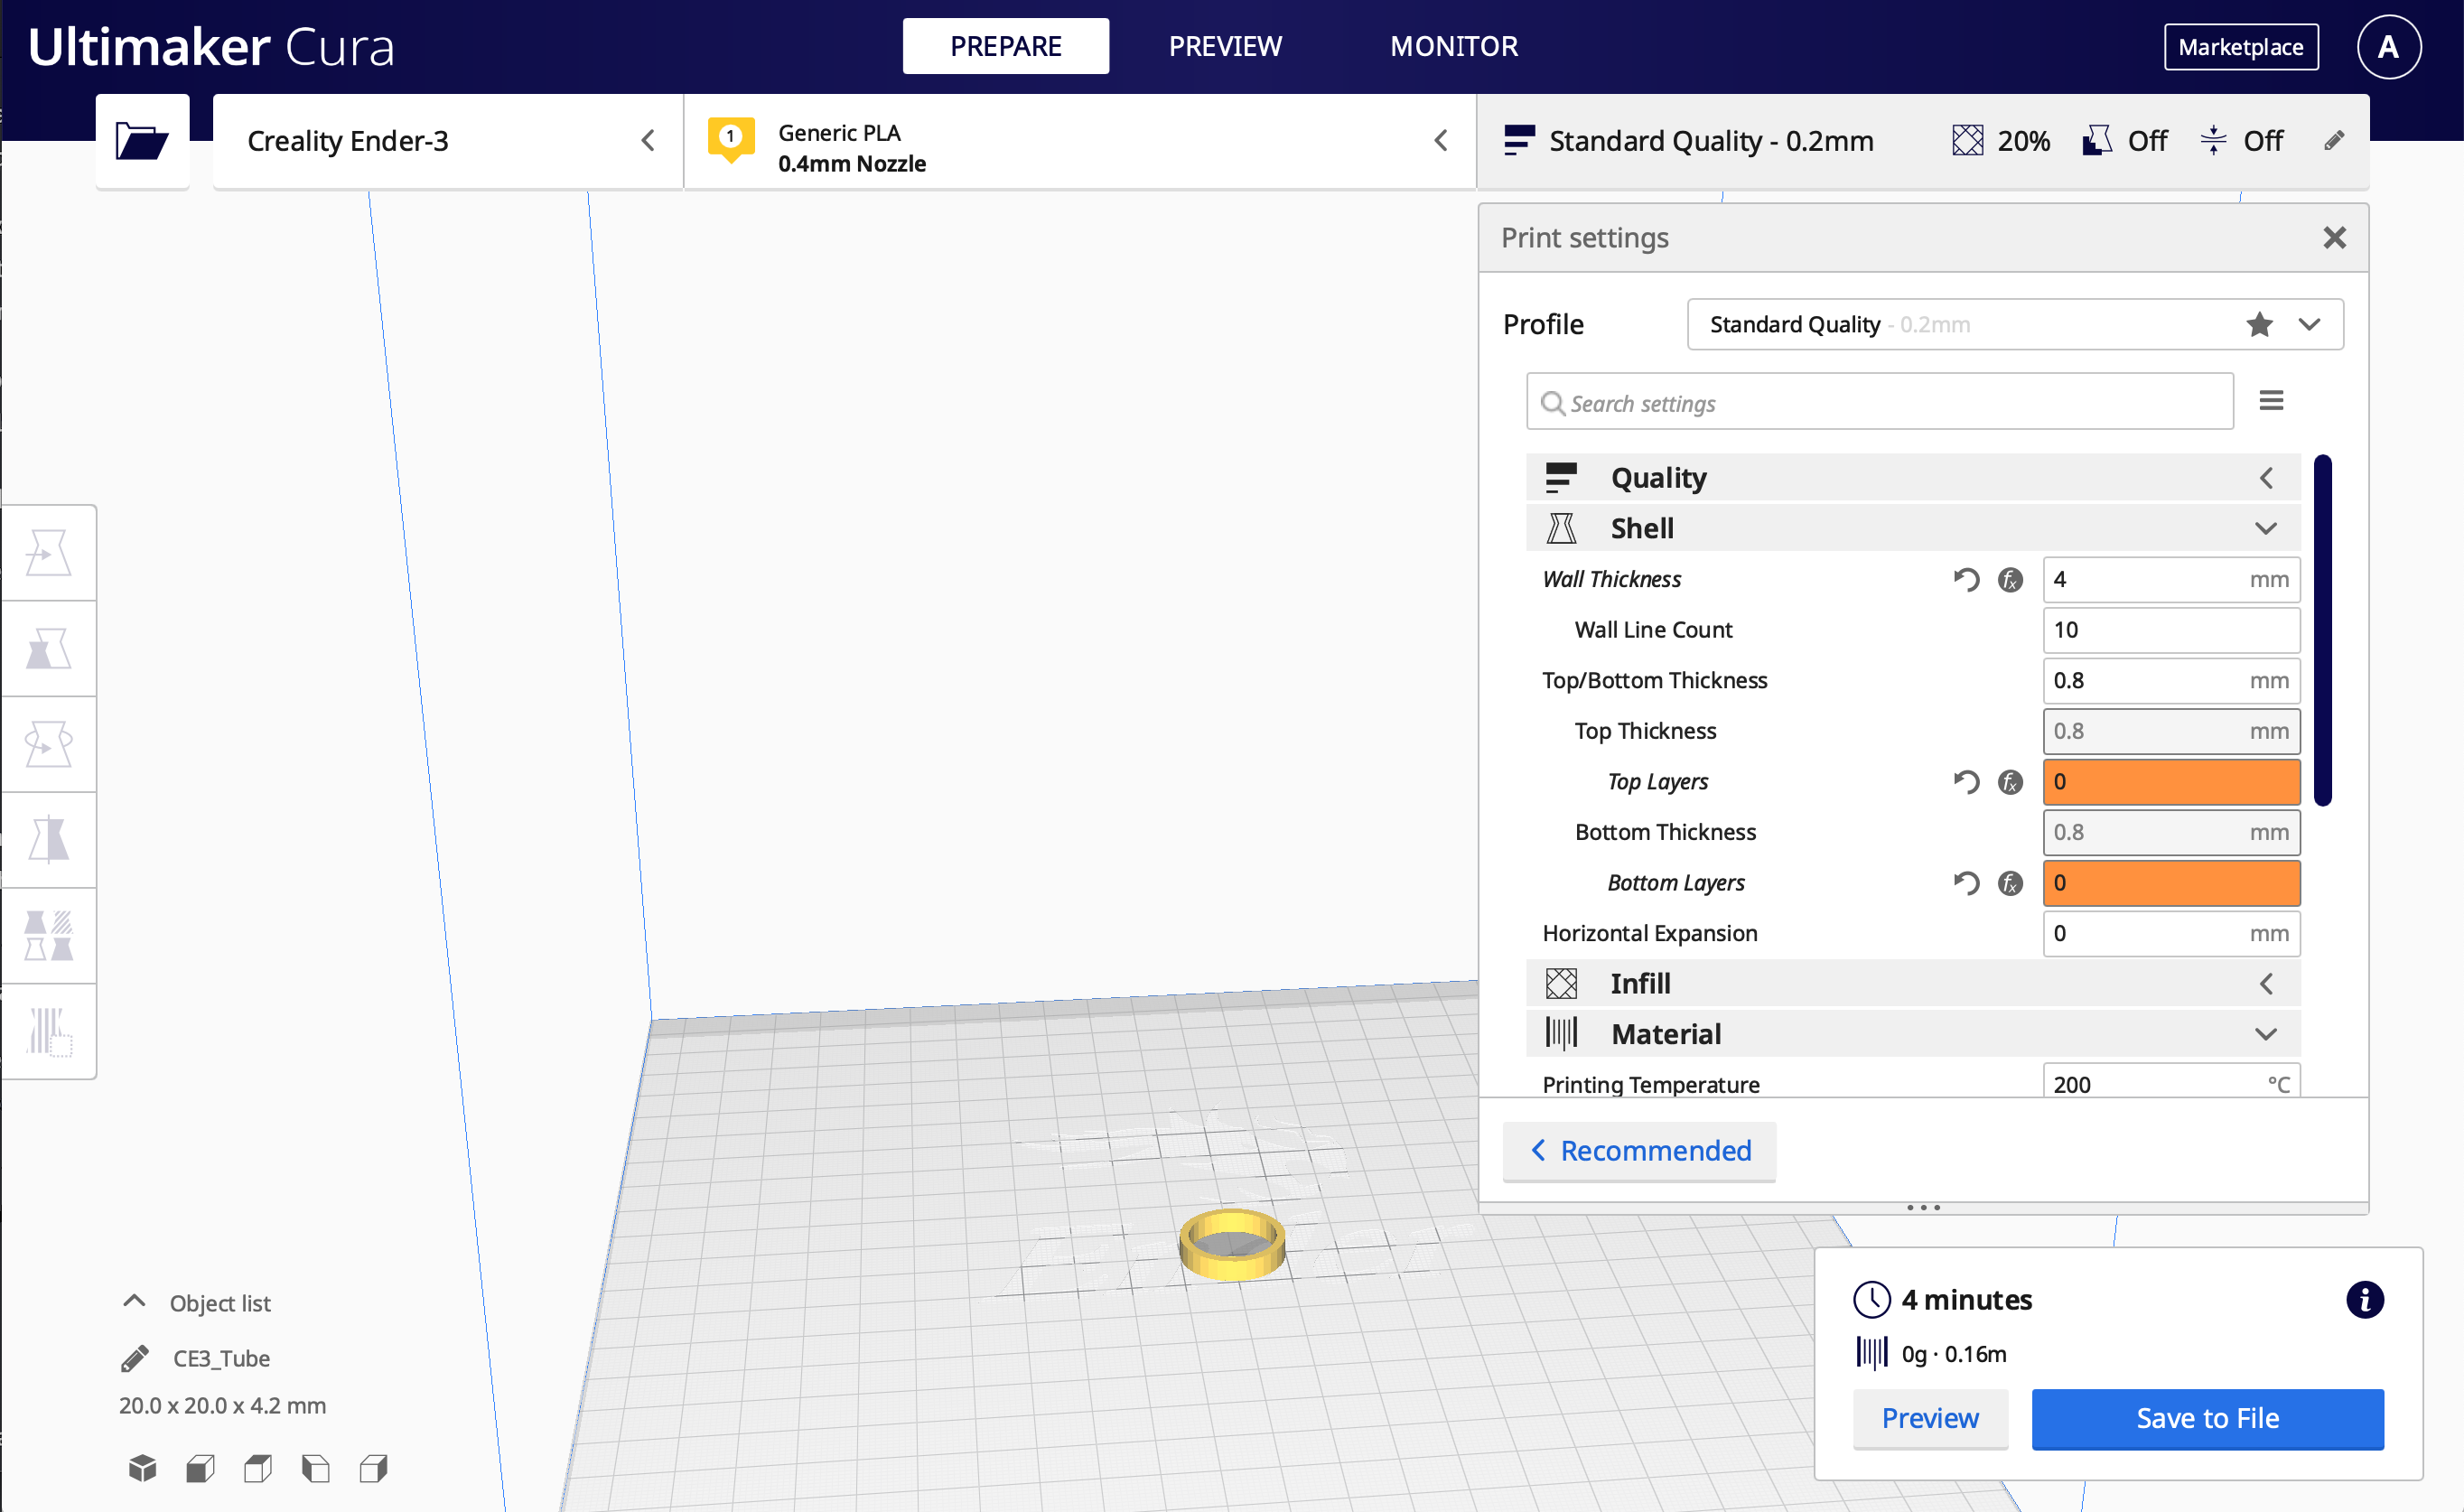 Ultimaker Cura
PREPARE
PREVIEW
MONITOR
Marketplace
A
Creality Ender-3
1
Generic PLA
0.4mm Nozzle
Standard Quality - 0.2mm
20%
Off
Off
Print settings
Profile
Standard Quality - 0.2mm
Search settings
Quality
Shell
Wall Thickness 4 mm
Wall Line Count 10
Top/Bottom Thickness 0.8 mm
Top Thickness 0.8 mm
Top Layers 0
Bottom Thickness 0.8 mm
Bottom Layers 0
Horizontal Expansion 0 mm
Infill
Material
Printing Temperature 200 °C
Recommended
Object list
CE3_Tube
20.0 x 20.0 x 4.2 mm
4 minutes
0g · 0.16m
Preview
Save to File